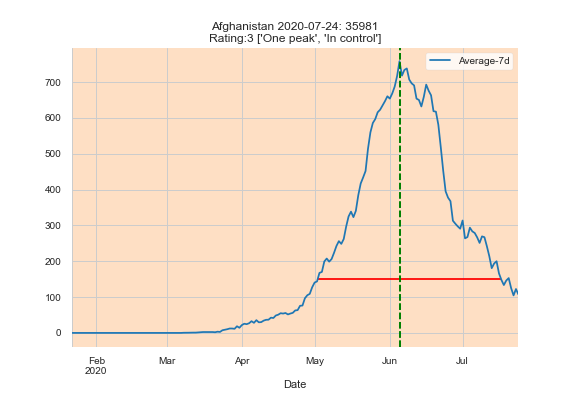 Afghanistan 2020-07-24: 35981
Rating:3 ['One peak', 'In control']
Average-7d
700
600
500
400
300
200
100
0
Feb Mar Apr May Jun Jul
2020
Date